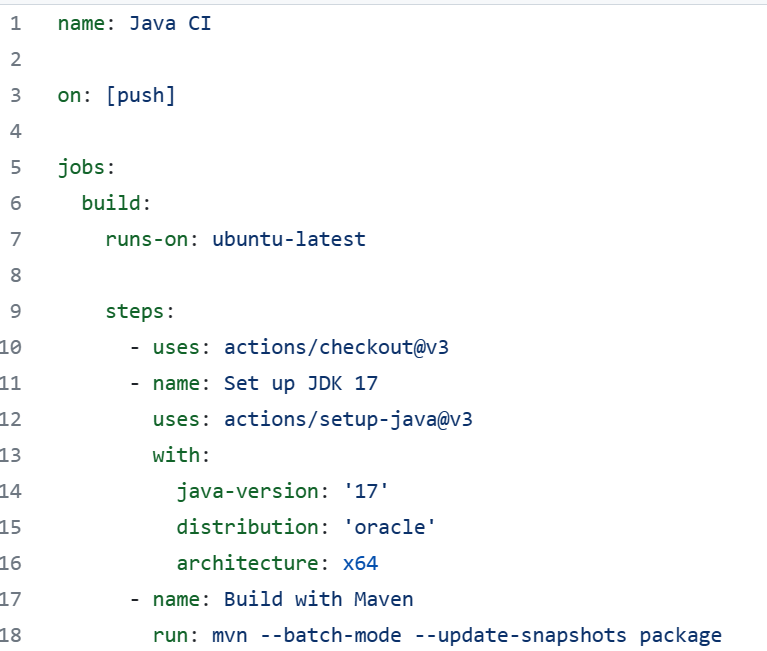 1 name: Java CI
2
3 on: [push]
4
5 jobs:
6   build:
7     runs-on: ubuntu-latest
8
9     steps:
10       - uses: actions/checkout@v3
11       - name: Set up JDK 17
12         uses: actions/setup-java@v3
13         with:
14           java-version: '17'
15           distribution: 'oracle'
16           architecture: x64
17       - name: Build with Maven
18         run: mvn --batch-mode --update-snapshots package